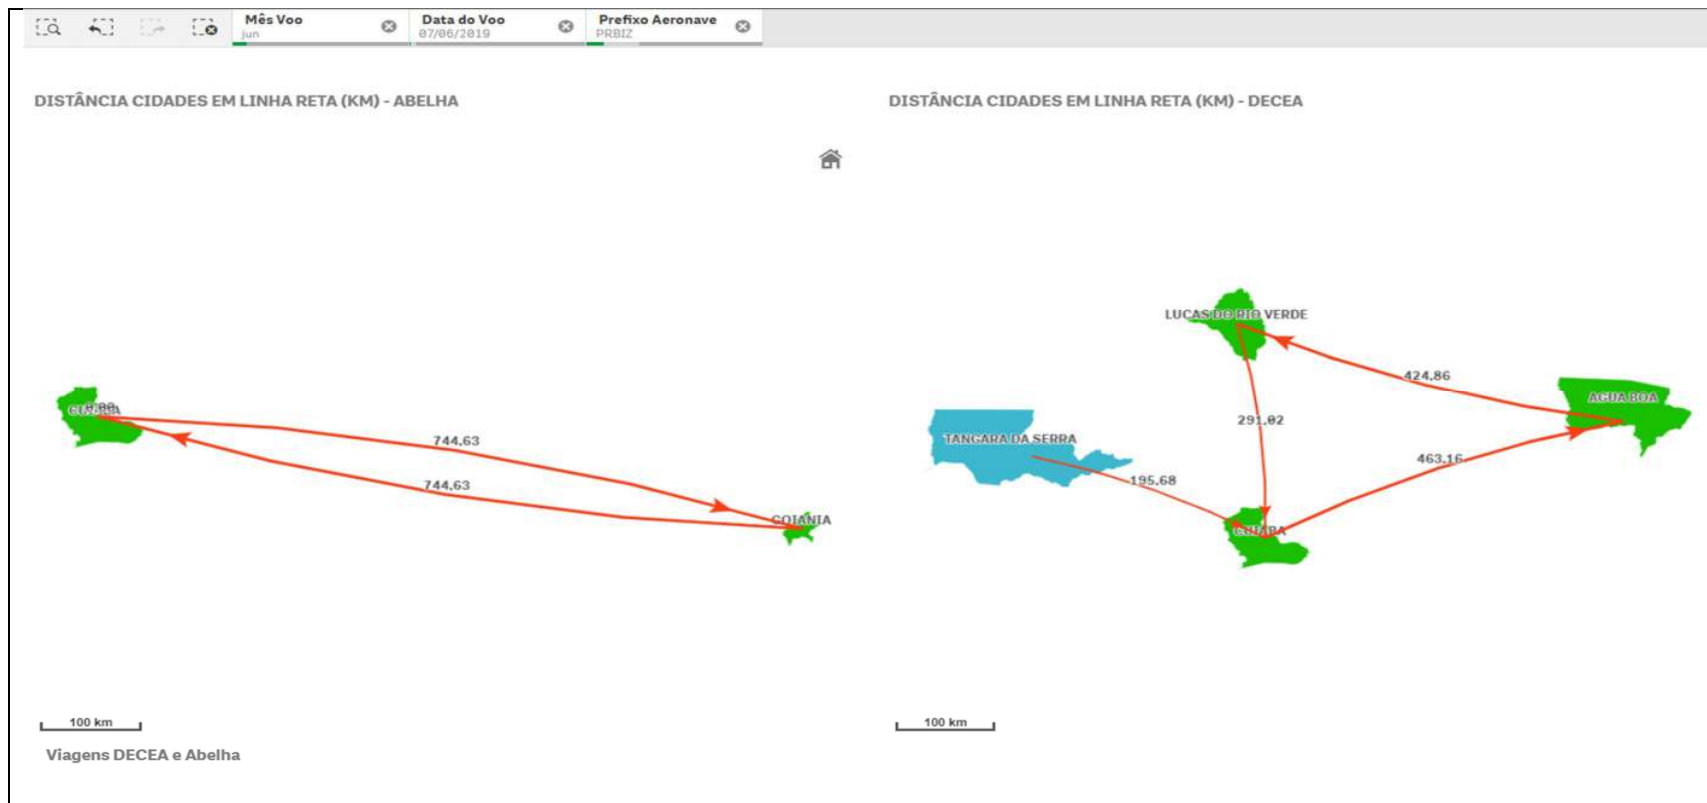 Mês Voo
jun
Data do Voo
07/06/2019
Prefixo Aeronave
PRBIZ
DISTÂNCIA CIDADES EM LINHA RETA (KM) - ABELHA
DISTÂNCIA CIDADES EM LINHA RETA (KM) - DECEA
744.63
744.63
GOIANIA
100 km
LUCAS DO RIO VERDE
424.86
AGUA BOA
291.02
TANGARA DA SERRA
463.16
195.68
CUIABA
100 km
Viagens DECEA e Abelha